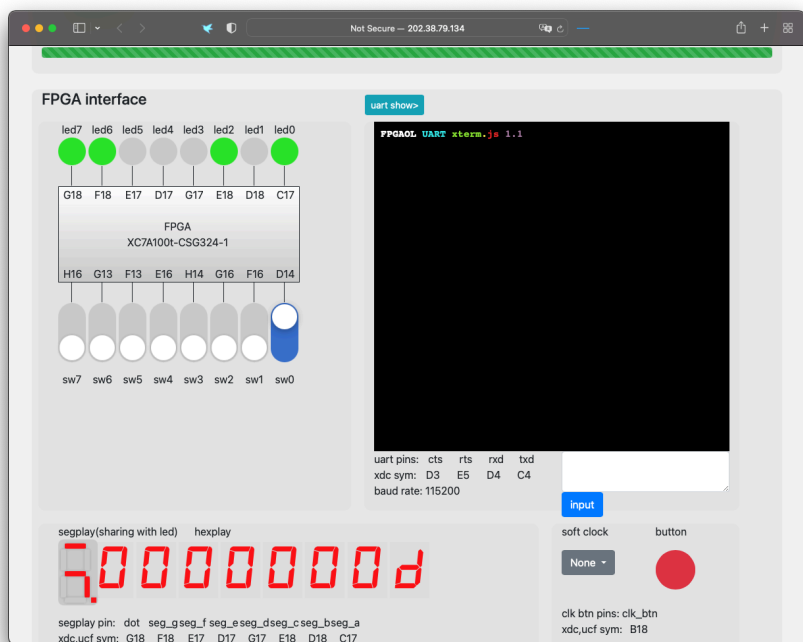 Not Secure — 202.38.79.134
FPGA interface
uart show>
led7 led6 led5 led4 led3 led2 led1 led0
FPGAOL UART xterm.js 1.1
G18 F18 E17 D17 G17 E18 D18 C17
FPGA
XC7A100t-CSG324-1
H16 G13 F13 E16 H14 G16 F16 D14
sw7 sw6 sw5 sw4 sw3 sw2 sw1 sw0
uart pins: cts rts rxd txd
xdc sym: D3 E5 D4 C4
baud rate: 115200
input
segplay(sharing with led) hexplay
0000000d
segplay pin: dot seg_g seg_f seg_e seg_d seg_c seg_b seg_a
xdc,ucf sym: G18 F18 E17 D17 G17 E18 D18 C17
soft clock button
None
clk btn pins: clk_btn
xdc,ucf sym: B18